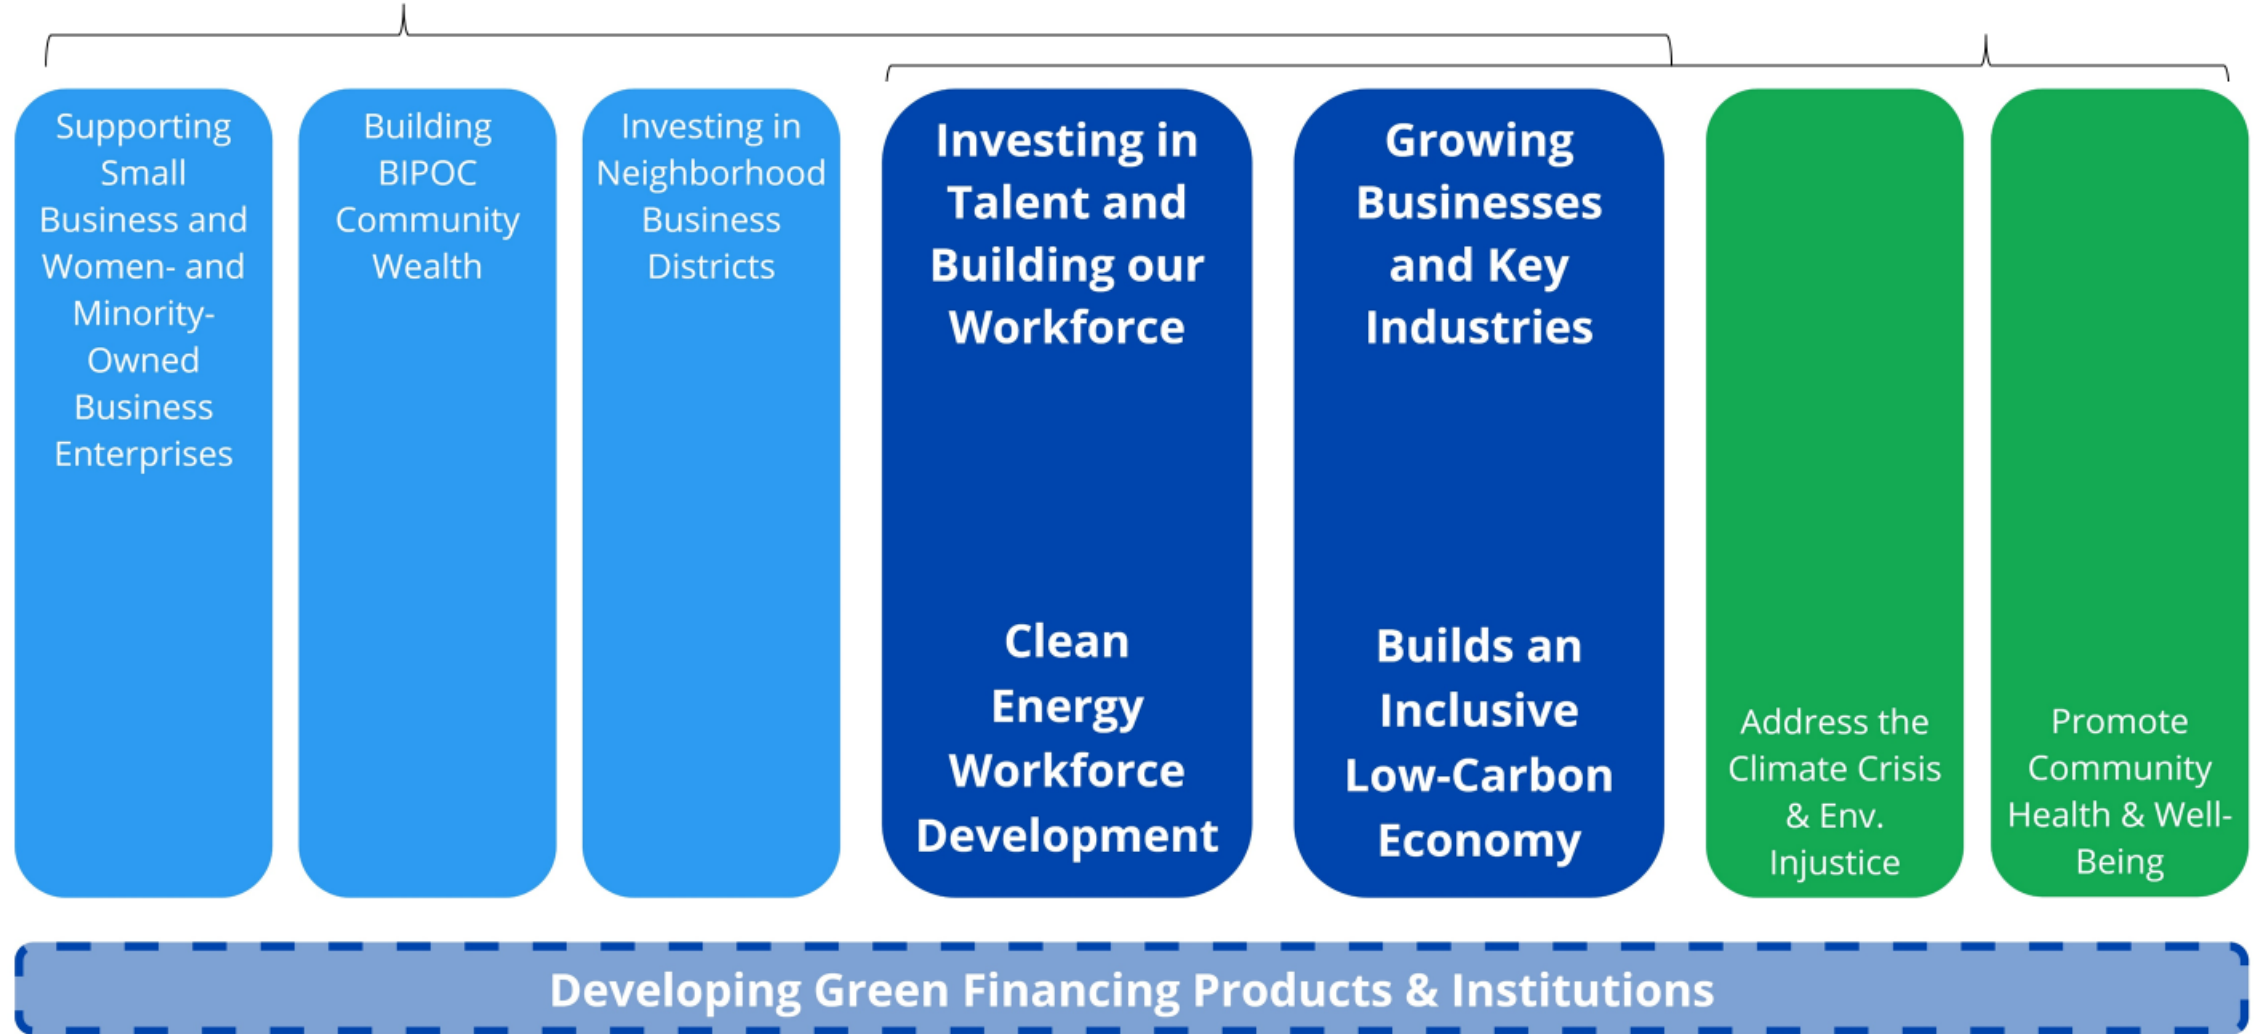 Supporting
Small
Business and
Women- and
Minority-
Owned
Business
Enterprises
Building
BIPOC
Community
Wealth
Investing in
Neighborhood
Business
Districts
Investing in
Talent and
Building our
Workforce
Clean
Energy
Workforce
Development
Growing
Businesses
and Key
Industries
Builds an
Inclusive
Low-Carbon
Economy
Address the
Climate Crisis
& Env.
Injustice
Promote
Community
Health & Well-
Being
Developing Green Financing Products & Institutions